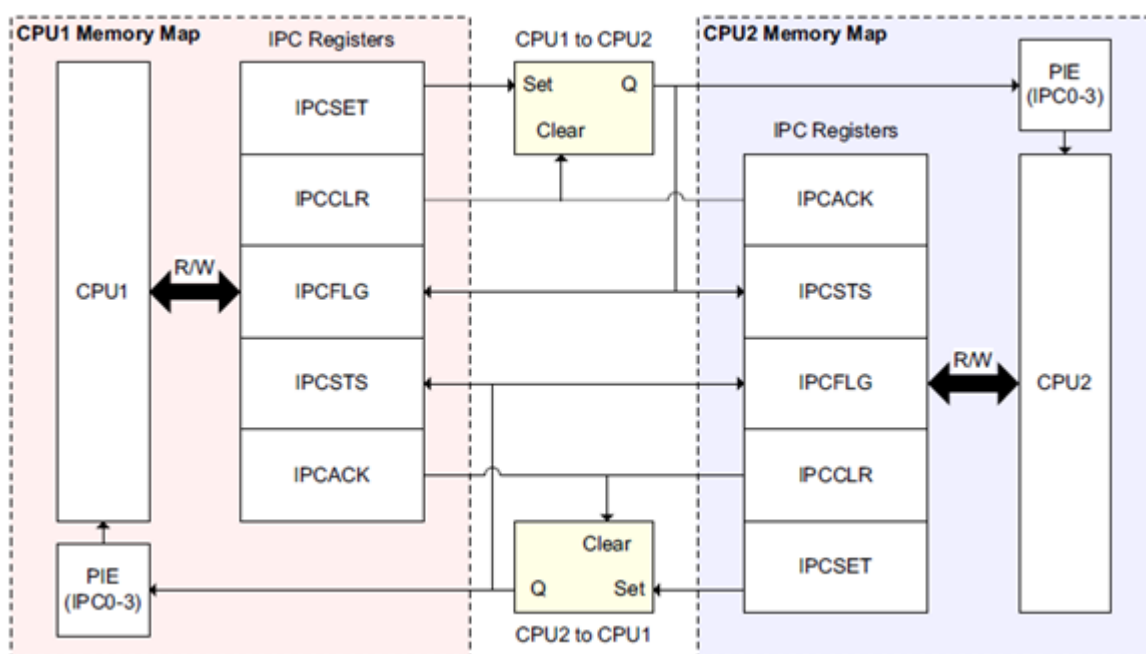 CPU1 Memory Map
IPC Registers
CPU1 to CPU2
CPU2 Memory Map
IPCSET
Set Q
Clear
PIE
(IPC0-3)
IPC Registers
IPCCLR
IPCACK
R/W
CPU1
IPCFLG
IPCSTS
IPCSTS
IPCFLG
R/W
CPU2
IPCACK
IPCCLR
PIE
(IPC0-3)
Clear
Q Set
IPCSET
CPU2 to CPU1